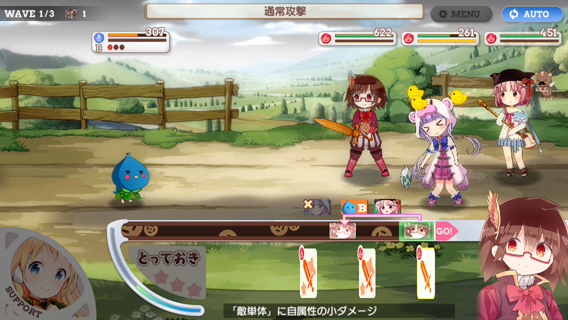 WAVE 1/3
1
通常攻撃
MENU
AUTO
307
B
622
261
451
B
GO!
とっておき
SUPPORT
「敵単体」に自属性の小ダメージ